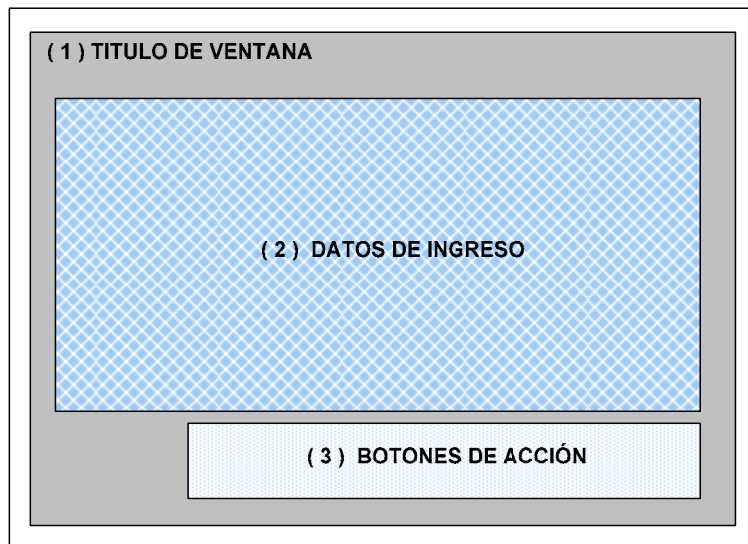 ( 1 ) TITULO DE VENTANA
( 2 ) DATOS DE INGRESO
( 3 ) BOTONES DE ACCIÓN